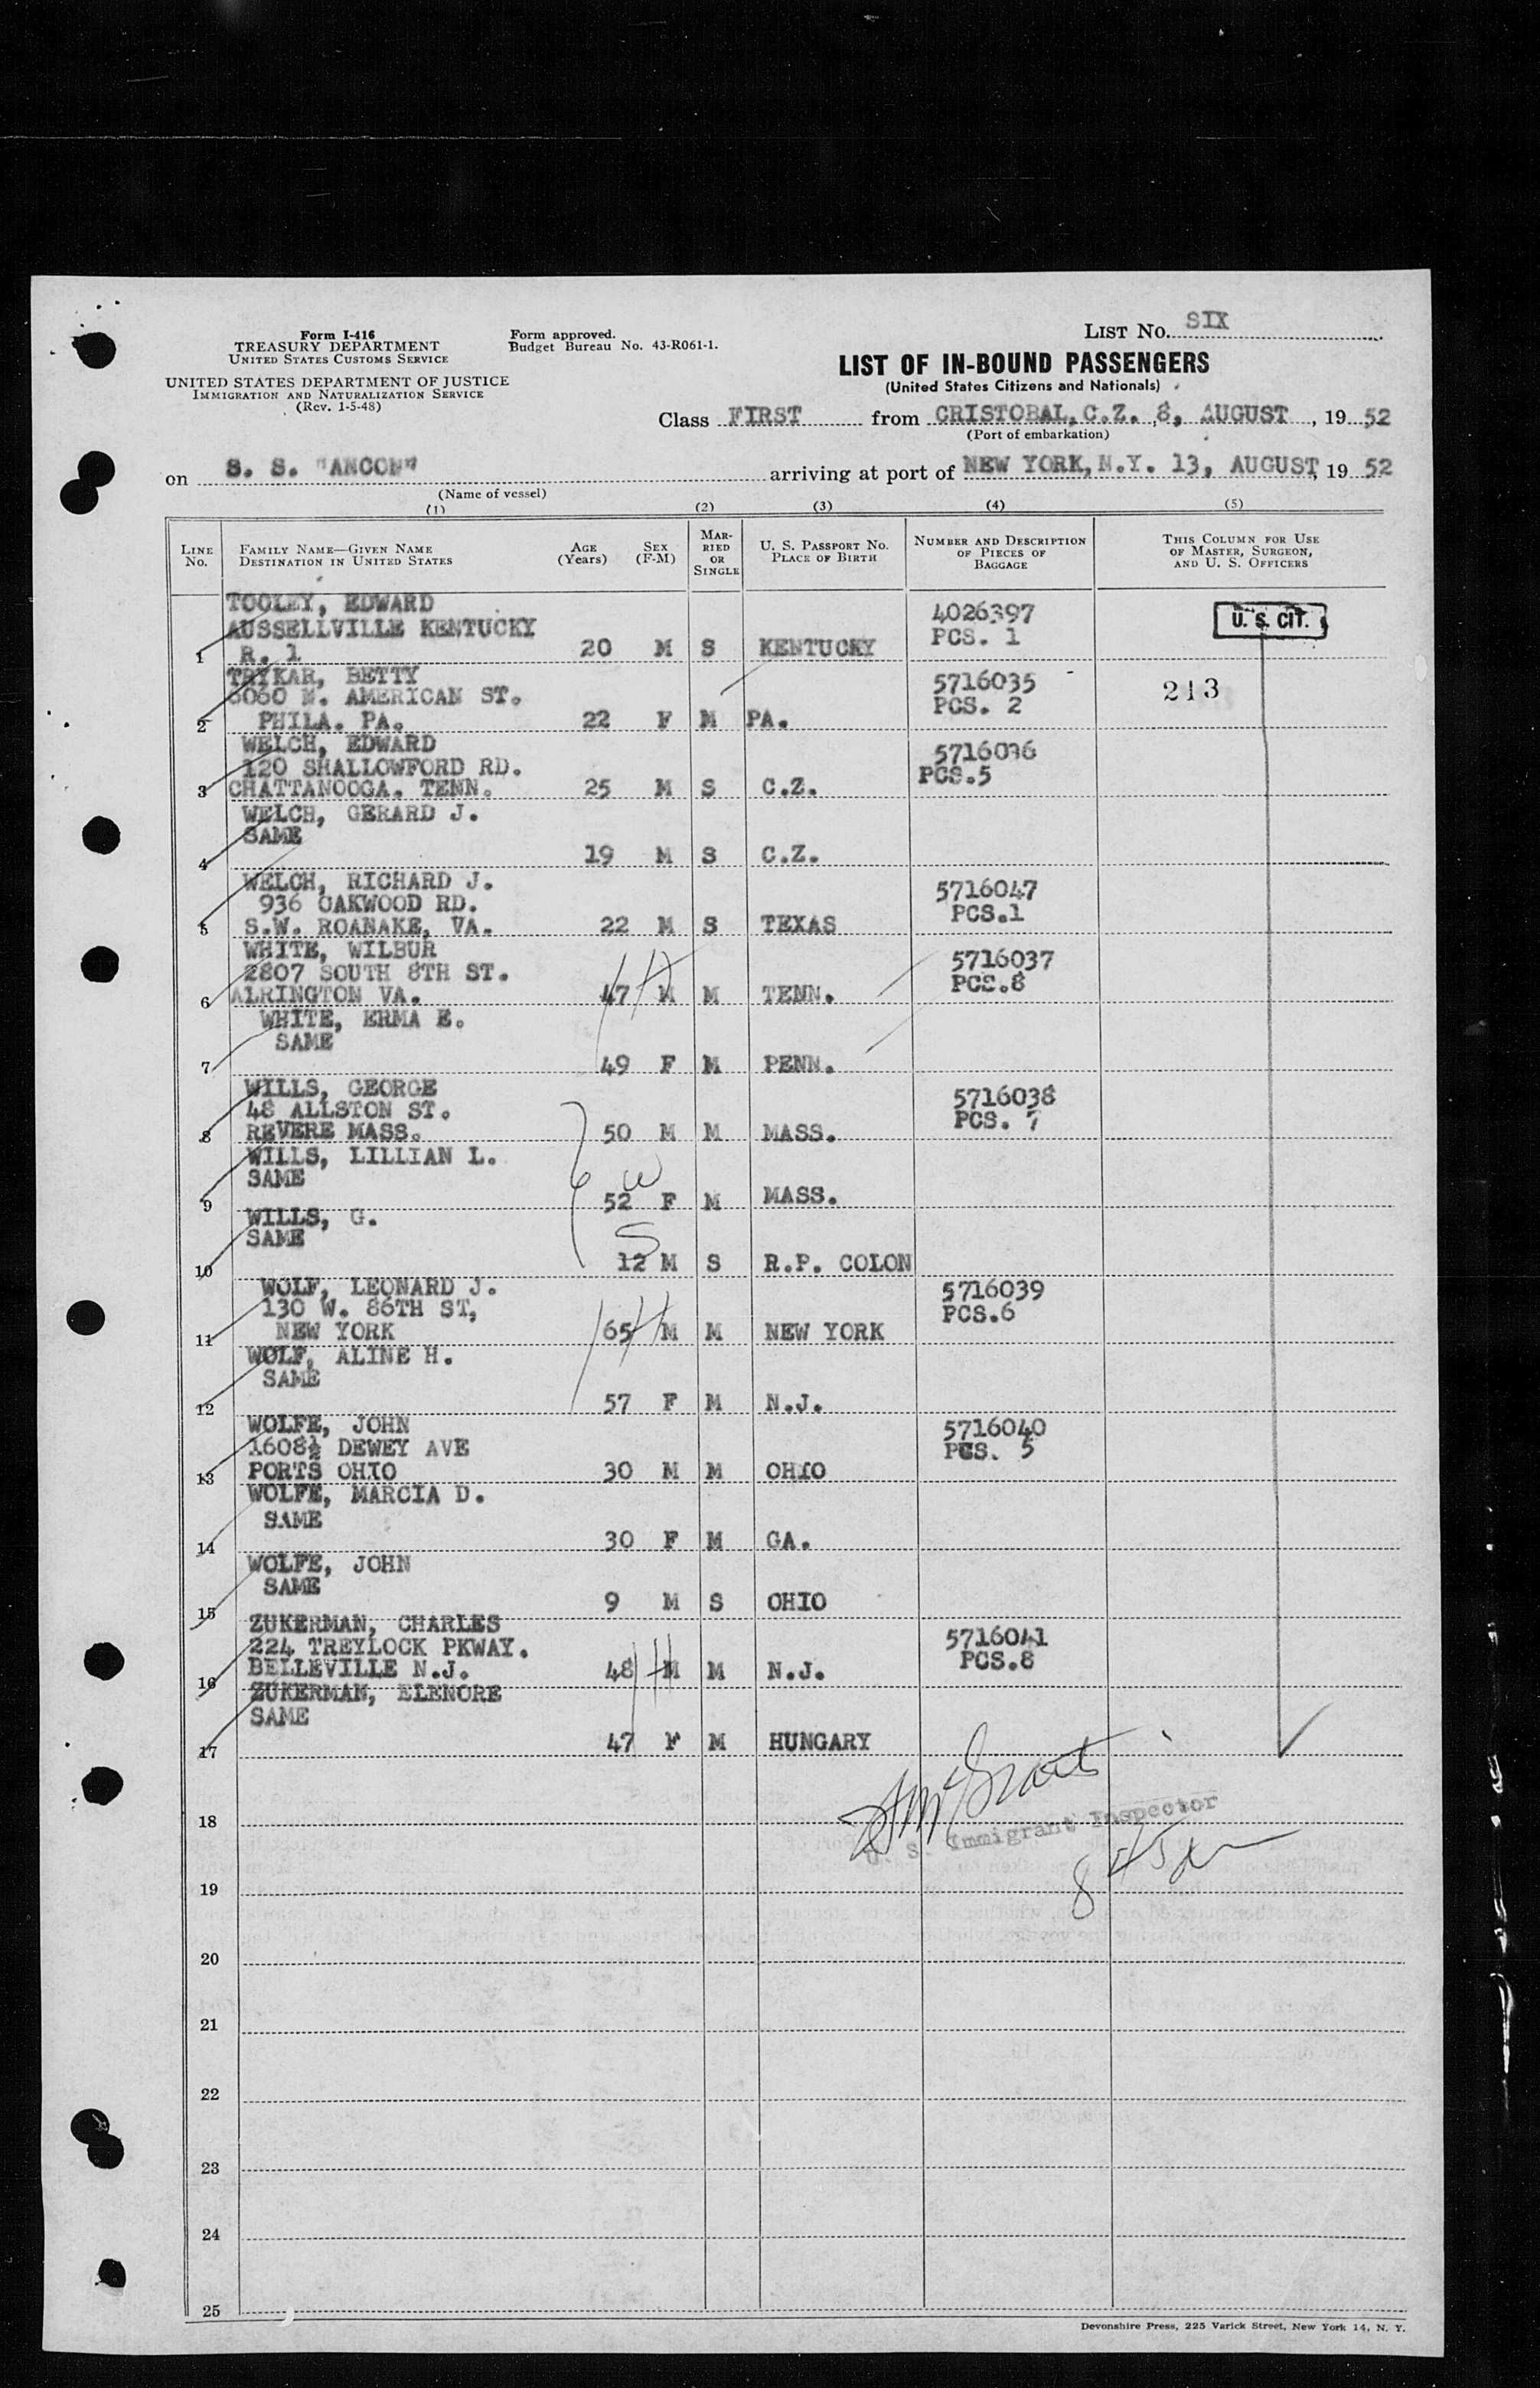 Form I-416
TREASURY DEPARTMENT
UNITED STATES CUSTOMS SERVICE
UNITED STATES DEPARTMENT OF JUSTICE
IMMIGRATION AND NATURALIZATION SERVICE
(Rev. 1-5-48)
Form approved.
Budget Bureau No. 43-R061-1.
LIST NO. SIX
LIST OF IN-BOUND PASSENGERS
(United States Citizens and Nationals)
Class FIRST from CRISTOBAL, C.Z. 8, AUGUST, 19 52
(Port of embarkation)
on S. S. "ANCON" arriving at port of NEW YORK, N.Y. 13, AUGUST, 19 52
(Name of vessel)
(1) (2) (3) (4) (5)
LINE NO.
FAMILY NAME—GIVEN NAME
DESTINATION IN UNITED STATES
AGE (Years)
SEX (F-M)
MARRIED OR SINGLE
U. S. PASSPORT NO.
PLACE OF BIRTH
NUMBER AND DESCRIPTION OF PIECES OF BAGGAGE
THIS COLUMN FOR USE OF MASTER, SURGEON, AND U. S. OFFICERS
TOOLEY, EDWARD 4026397
AUSSELLVILLE KENTUCKY PCS. 1 U. S. CIT.
1 R. 1 20 M S KENTUCKY
TRYKAR, BETTY 5716035
6060 N. AMERICAN ST. PCS. 2 213
2 PHILA. PA. 22 F M PA.
WELCH, EDWARD 5716036
120 SHALLOWFORD RD. PCS.5
3 CHATTANOOGA. TENN. 25 M S C.Z.
WELCH, GERARD J.
SAME
4 19 M S C.Z.
WELCH, RICHARD J. 5716047
936 OAKWOOD RD. PCS.1
5 S.W. ROANAKE, VA. 22 M S TEXAS
WHITE, WILBUR 5716037
2807 SOUTH 8TH ST. PCS.8
6 ALRINGTON VA. 47 M M TENN.
WHITE, ERMA E.
SAME
7 49 F M PENN.
WILLS, GEORGE 5716038
48 ALLSTON ST. PCS. 7
8 REVERE MASS. 50 M M MASS.
WILLS, LILLIAN L.
SAME W
9 52 F M MASS.
WILLS, G.
SAME S
10 12 M S R.P. COLON
WOLF, LEONARD J. 5716039
130 W. 86TH ST, PCS.6
11 NEW YORK 65 M M NEW YORK
WOLF, ALINE H.
SAME
12 57 F M N.J.
WOLFE, JOHN 5716040
1608½ DEWEY AVE PCS. 5
13 PORTS OHIO 30 M M OHIO
WOLFE, MARCIA D.
SAME
14 30 F M GA.
WOLFE, JOHN
SAME
15 9 M S OHIO
ZUKERMAN, CHARLES 5716041
224 TREYLOCK PKWAY. PCS.8
16 BELLEVILLE N.J. 48 H M M N.J.
ZUKERMAN, ELENORE
SAME
17 47 F M HUNGARY
18
U. S. Immigrant Inspector
19
20
21
22
23
24
25
Devonshire Press, 225 Varick Street, New York 14, N. Y.